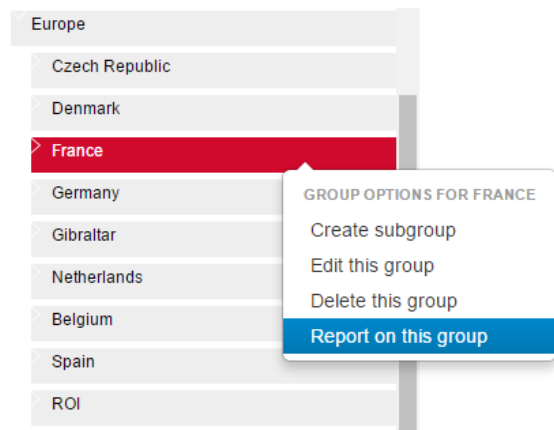 Europe
Czech Republic
Denmark
France
Germany
Gibraltar
Netherlands
Belgium
Spain
ROI
GROUP OPTIONS FOR FRANCE
Create subgroup
Edit this group
Delete this group
Report on this group